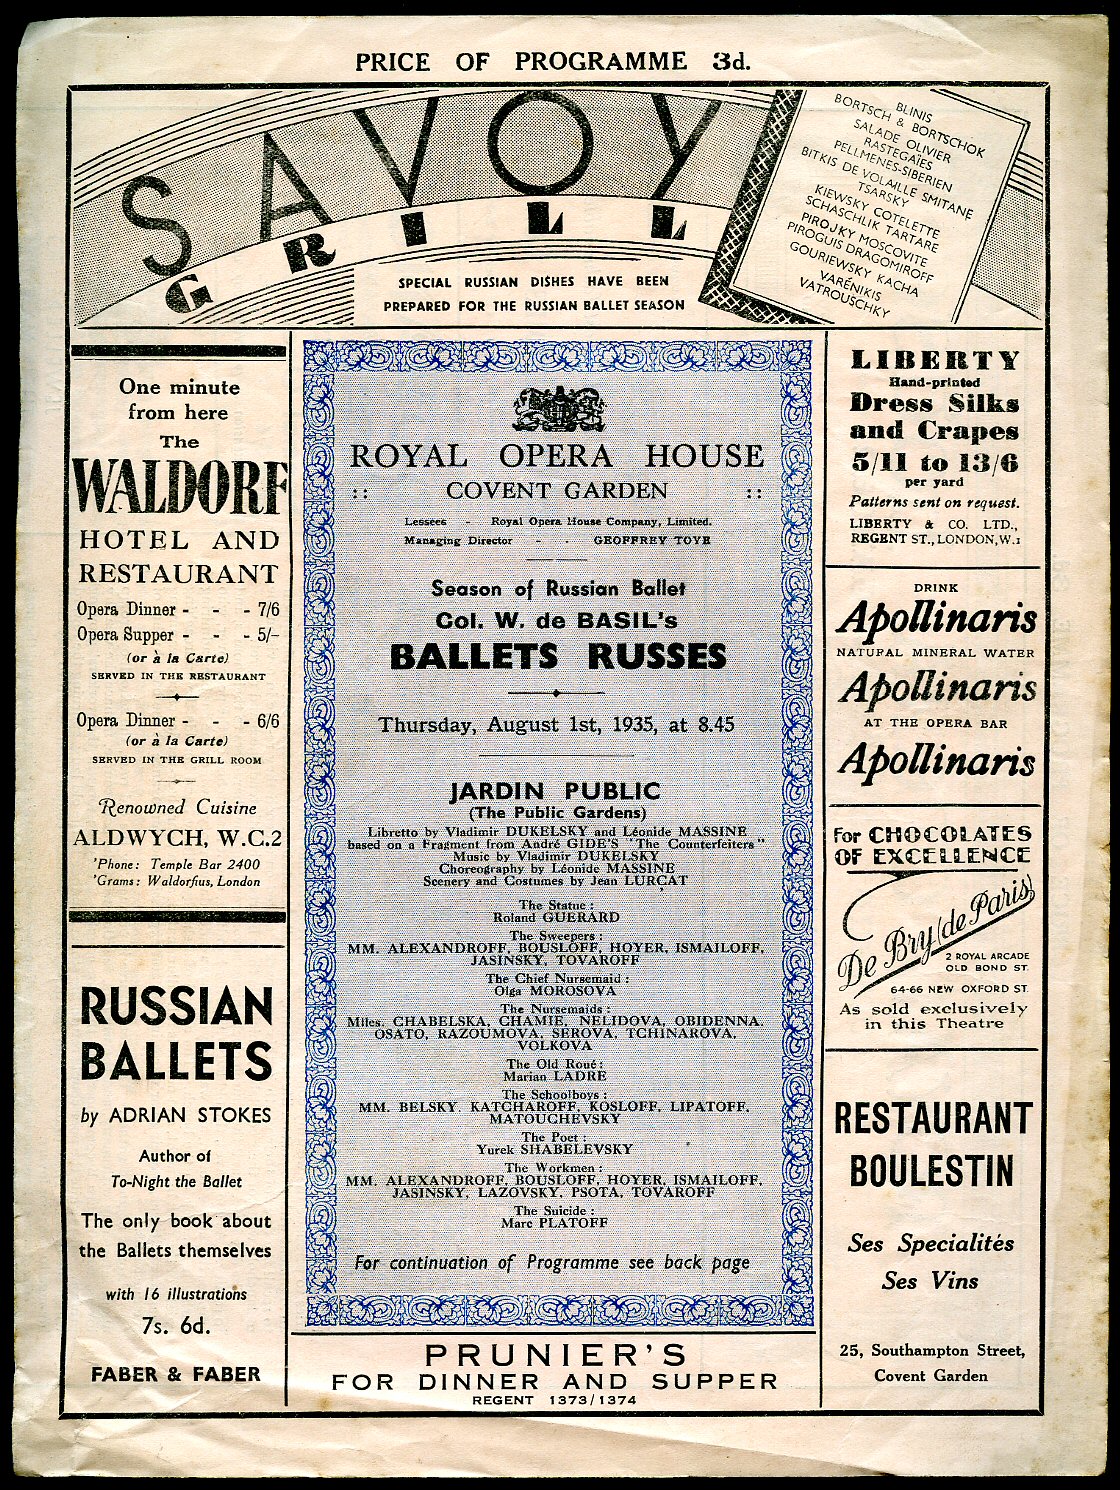 PRICE OF PROGRAMME 3d.
SAVOY
GRILL
SPECIAL RUSSIAN DISHES HAVE BEEN
PREPARED FOR THE RUSSIAN BALLET SEASON
BLINIS
BORTSCH & BORTSCHOK
SALADE OLIVIER
RASTEGAÏES
PELLMENES-SIBERIEN
BITKIS DE VOLAILLE SMITANE
TSARSKY
KIEWSKY COTELETTE
SCHASCHLIK TARTARE
PIROJKY MOSCOVITE
PIROGUIS DRAGOMIROFF
GOURIEWSKY KACHA
VARÉNIKIS
VATROUSCHKY
One minute
from here
The
WALDORF
HOTEL AND
RESTAURANT
Opera Dinner - - - 7/6
Opera Supper - - - 5/-
(or à la Carte)
SERVED IN THE RESTAURANT
Opera Dinner - - - 6/6
(or à la Carte)
SERVED IN THE GRILL ROOM
Renowned Cuisine
ALDWYCH, W.C.2
'Phone: Temple Bar 2400
'Grams: Waldorfius, London
RUSSIAN
BALLETS
by ADRIAN STOKES
Author of
To-Night the Ballet
The only book about
the Ballets themselves
with 16 illustrations
7s. 6d.
FABER & FABER
ROYAL OPERA HOUSE
:: COVENT GARDEN ::
Lessees - Royal Opera House Company, Limited.
Managing Director - - GEOFFREY TOYE
Season of Russian Ballet
Col. W. de BASIL's
BALLETS RUSSES
Thursday, August 1st, 1935, at 8.45
JARDIN PUBLIC
(The Public Gardens)
Libretto by Vladimir DUKELSKY and Léonide MASSINE
based on a Fragment from André GIDE'S "The Counterfeiters"
Music by Vladimir DUKELSKY
Choreography by Léonide MASSINE
Scenery and Costumes by Jean LURÇAT
The Statue :
Roland GUERARD
The Sweepers :
MM. ALEXANDROFF, BOUSLOFF, HOYER, ISMAILOFF,
JASINSKY, TOVAROFF
The Chief Nursemaid :
Olga MOROSOVA
The Nursemaids :
Mlles. CHABELSKA, CHAMIE, NELIDOVA, OBIDENNA,
OSATO, RAZOUMOVA, SEROVA, TCHINAROVA,
VOLKOVA
The Old Roué :
Marian LADRE
The Schoolboys :
MM. BELSKY, KATCHAROFF, KOSLOFF, LIPATOFF,
MATOUCHEVSKY
The Poet :
Yurek SHABELEVSKY
The Workmen :
MM. ALEXANDROFF, BOUSLOFF, HOYER, ISMAILOFF,
JASINSKY, LAZOVSKY, PSOTA, TOVAROFF
The Suicide :
Marc PLATOFF
For continuation of Programme see back page
PRUNIER'S
FOR DINNER AND SUPPER
REGENT 1373/1374
LIBERTY
Hand-printed
Dress Silks
and Crapes
5/11 to 13/6
per yard
Patterns sent on request.
LIBERTY & CO. LTD.,
REGENT ST., LONDON, W.1
DRINK
Apollinaris
NATURAL MINERAL WATER
Apollinaris
AT THE OPERA BAR
Apollinaris
For CHOCOLATES
OF EXCELLENCE
De Bry (de Paris)
2 ROYAL ARCADE
OLD BOND ST.
64-66 NEW OXFORD ST.
As sold exclusively
in this Theatre
RESTAURANT
BOULESTIN
Ses Specialités
Ses Vins
25, Southampton Street,
Covent Garden